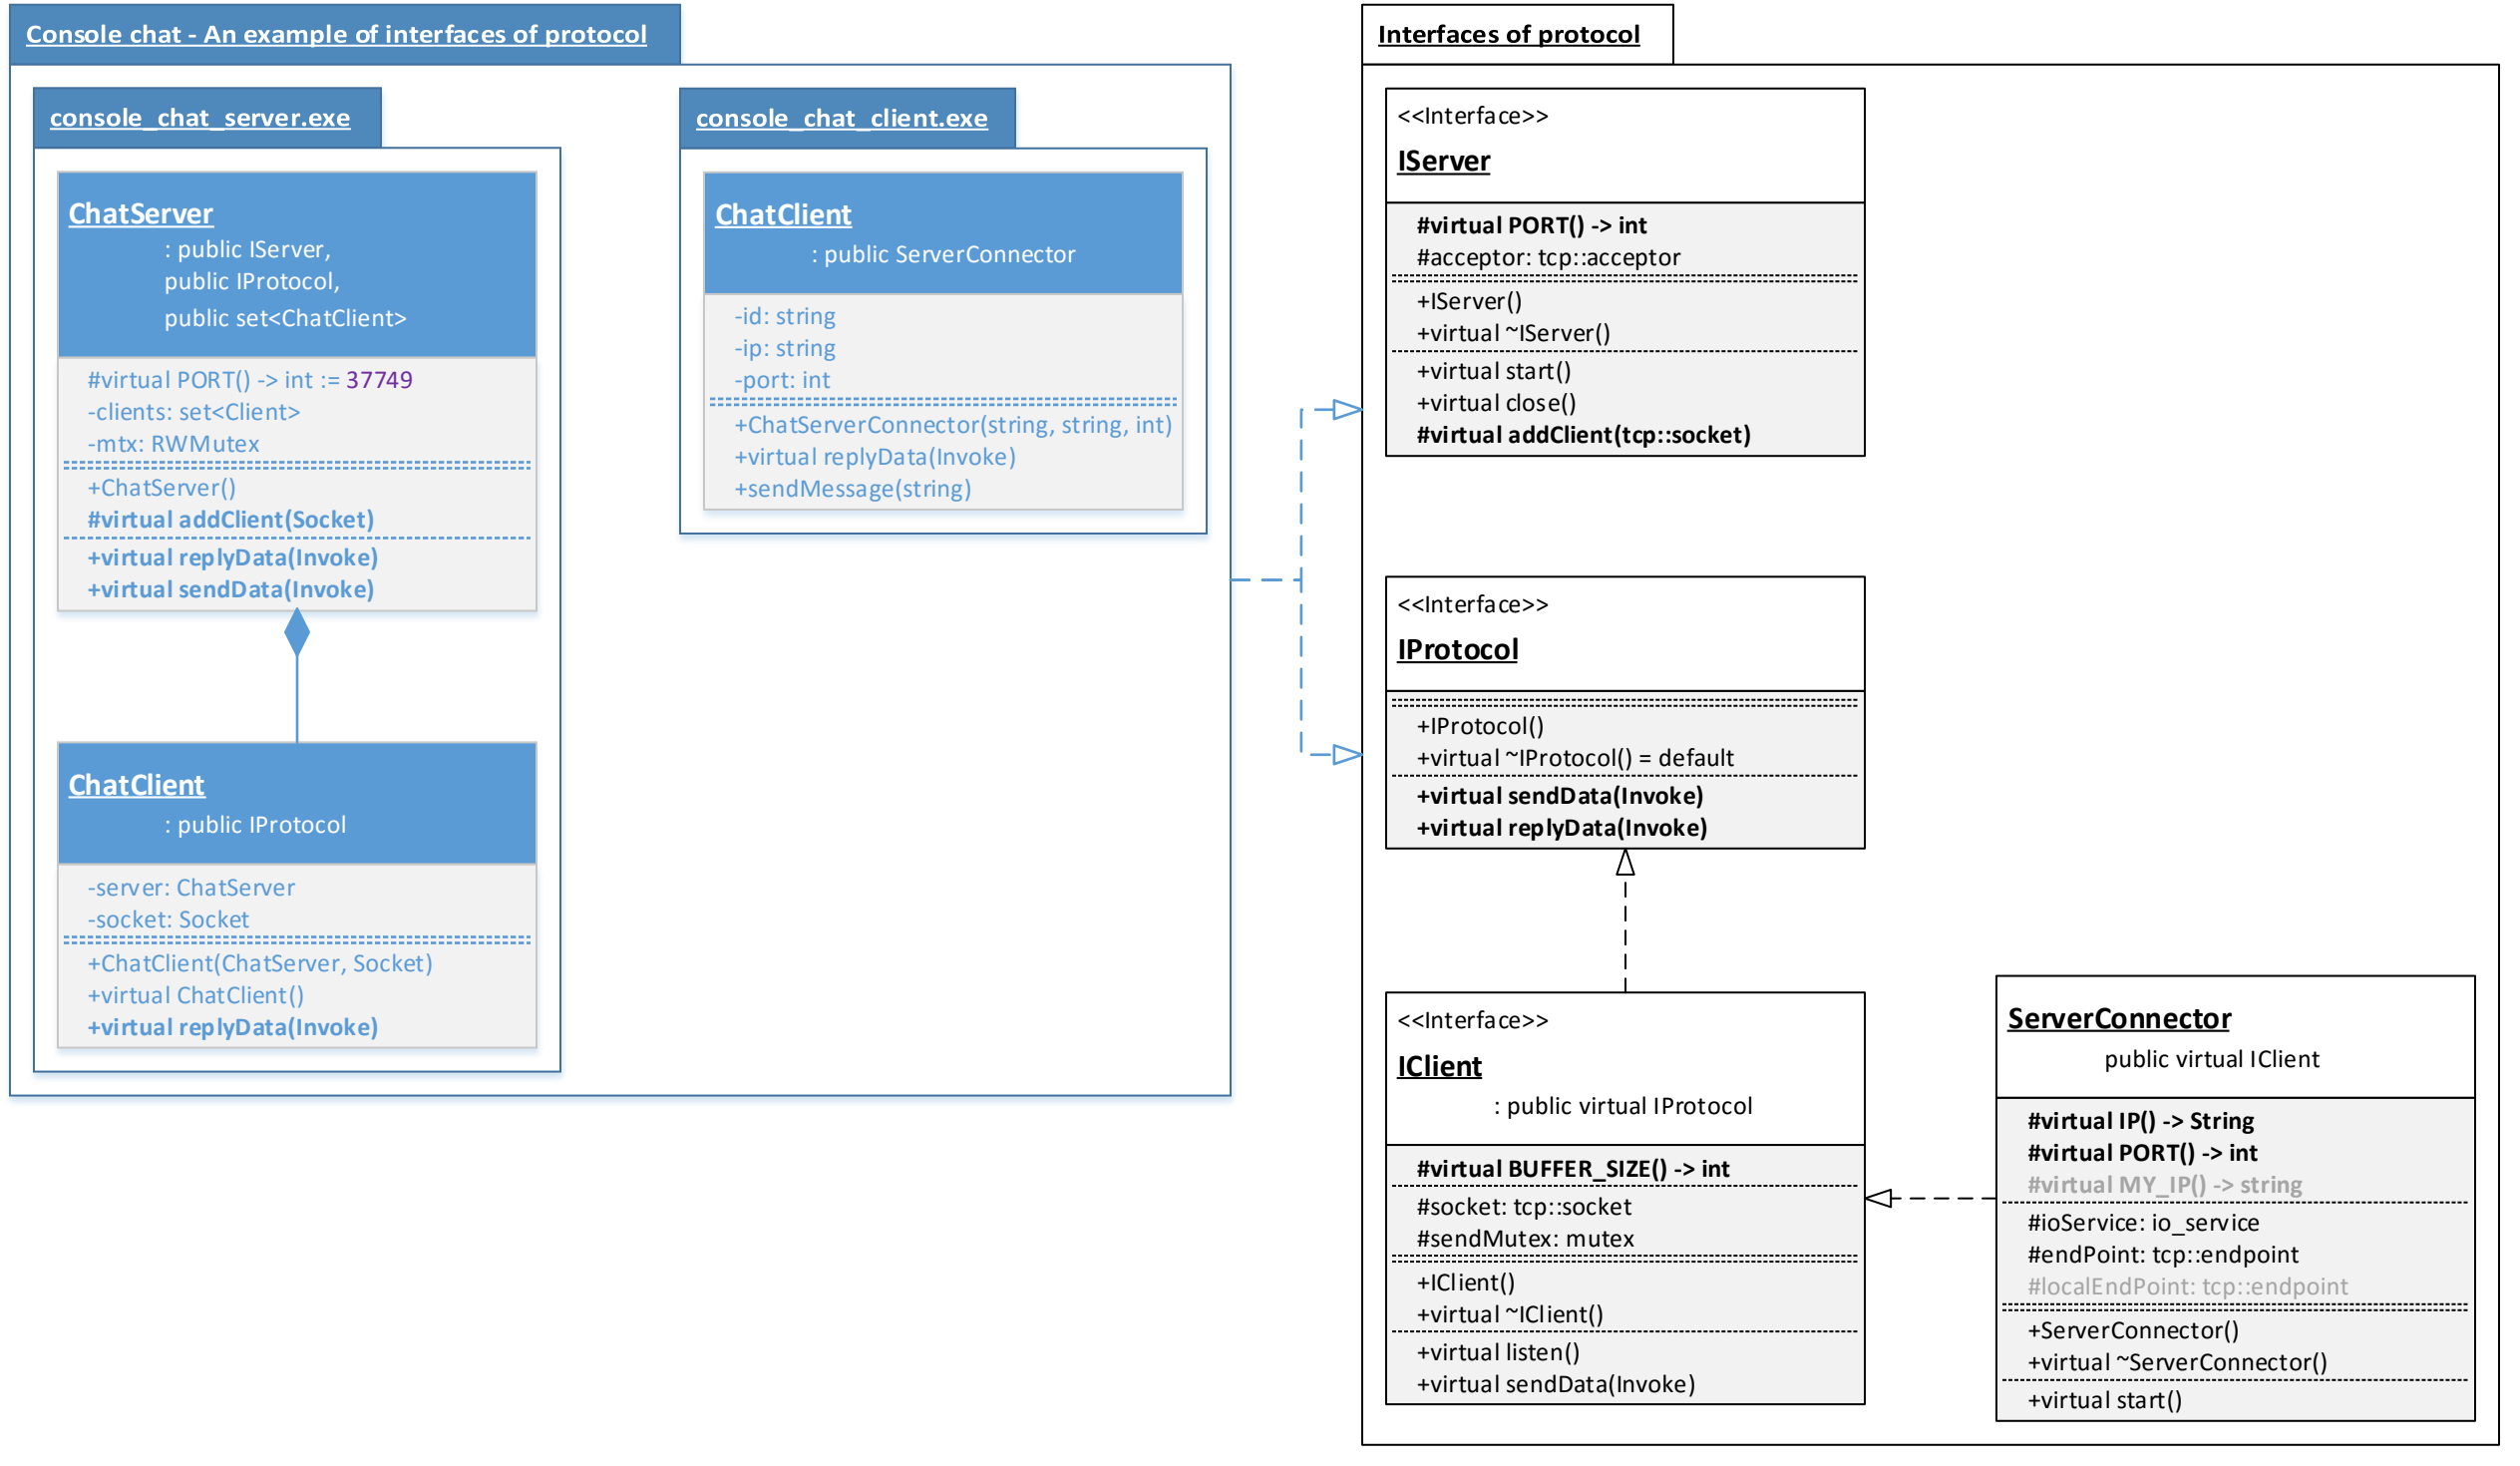 Console chat - An example of interfaces of protocol
console_chat_server.exe
ChatServer
: public IServer,
public IProtocol,
public set<ChatClient>
#virtual PORT() -> int := 37749
-clients: set<Client>
-mtx: RWMutex
+ChatServer()
#virtual addClient(Socket)
+virtual replyData(Invoke)
+virtual sendData(Invoke)
ChatClient
: public IProtocol
-server: ChatServer
-socket: Socket
+ChatClient(ChatServer, Socket)
+virtual ChatClient()
+virtual replyData(Invoke)
console_chat_client.exe
ChatClient
: public ServerConnector
-id: string
-ip: string
-port: int
+ChatServerConnector(string, string, int)
+virtual replyData(Invoke)
+sendMessage(string)
Interfaces of protocol
<<Interface>>
IServer
#virtual PORT() -> int
#acceptor: tcp::acceptor
+IServer()
+virtual ~IServer()
+virtual start()
+virtual close()
#virtual addClient(tcp::socket)
<<Interface>>
IProtocol
+IProtocol()
+virtual ~IProtocol() = default
+virtual sendData(Invoke)
+virtual replyData(Invoke)
<<Interface>>
IClient
: public virtual IProtocol
#virtual BUFFER_SIZE() -> int
#socket: tcp::socket
#sendMutex: mutex
+IClient()
+virtual ~IClient()
+virtual listen()
+virtual sendData(Invoke)
ServerConnector
public virtual IClient
#virtual IP() -> String
#virtual PORT() -> int
#virtual MY_IP() -> string
#ioService: io_service
#endPoint: tcp::endpoint
#localEndPoint: tcp::endpoint
+ServerConnector()
+virtual ~ServerConnector()
+virtual start()